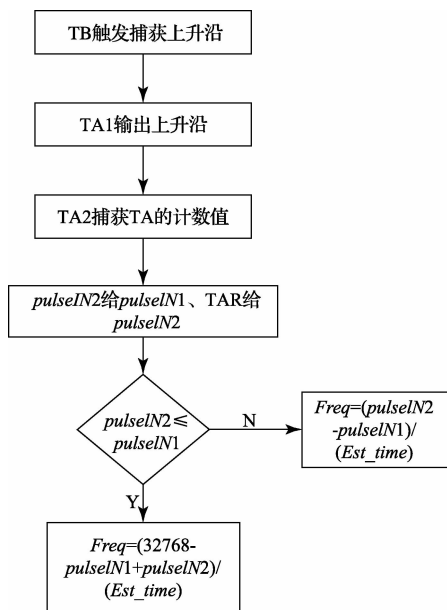 TB触发捕获上升沿
TA1输出上升沿
TA2捕获TA的计数值
pulseIN2给pulselN1、TAR给
pulselN2
pulselN2≤
pulselN1
N
Freq=(pulselN2
-pulselN1)/
(Est_time)
Y
Freq=(32768-
pulselN1+pulselN2)/
(Est_time)